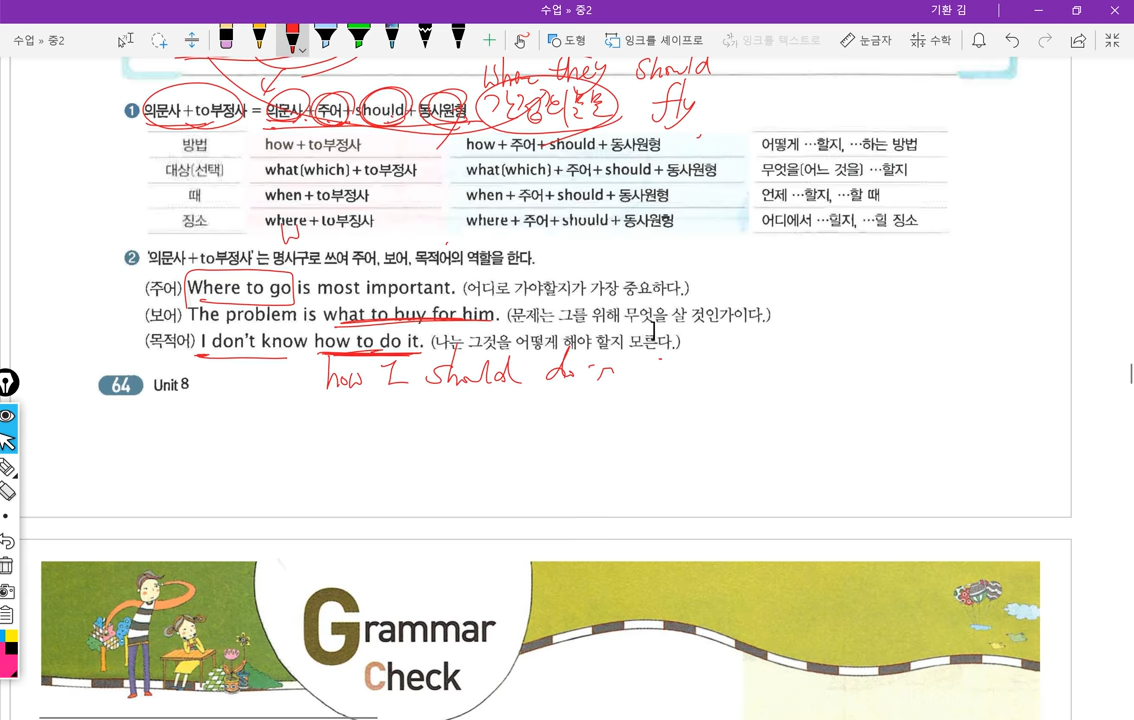 수업 » 중2
기환 김
수업 » 중2
도형
잉크를 셰이프로
잉크를 텍스트로
눈금자
수학
when they should
fly
간접의문문
❶ 의문사+to부정사 = 의문사+주어+should+동사원형
방법 how+to부정사 how+주어+should+동사원형 어떻게 …할지, …하는 방법
대상(선택) what(which)+to부정사 what(which)+주어+should+동사원형 무엇을(어느 것을) …할지
때 when+to부정사 when+주어+should+동사원형 언제 …할지, …할 때
장소 where+to부정사 where+주어+should+동사원형 어디에서 …할지, …할 장소
❷ '의문사+to부정사'는 명사구로 쓰여 주어, 보어, 목적어의 역할을 한다.
(주어) Where to go is most important. (어디로 가야할지가 가장 중요하다.)
(보어) The problem is what to buy for him. (문제는 그를 위해 무엇을 살 것인가이다.)
(목적어) I don't know how to do it. (나는 그것을 어떻게 해야 할지 모른다.)
how I should do
64 Unit 8
Grammar
Check